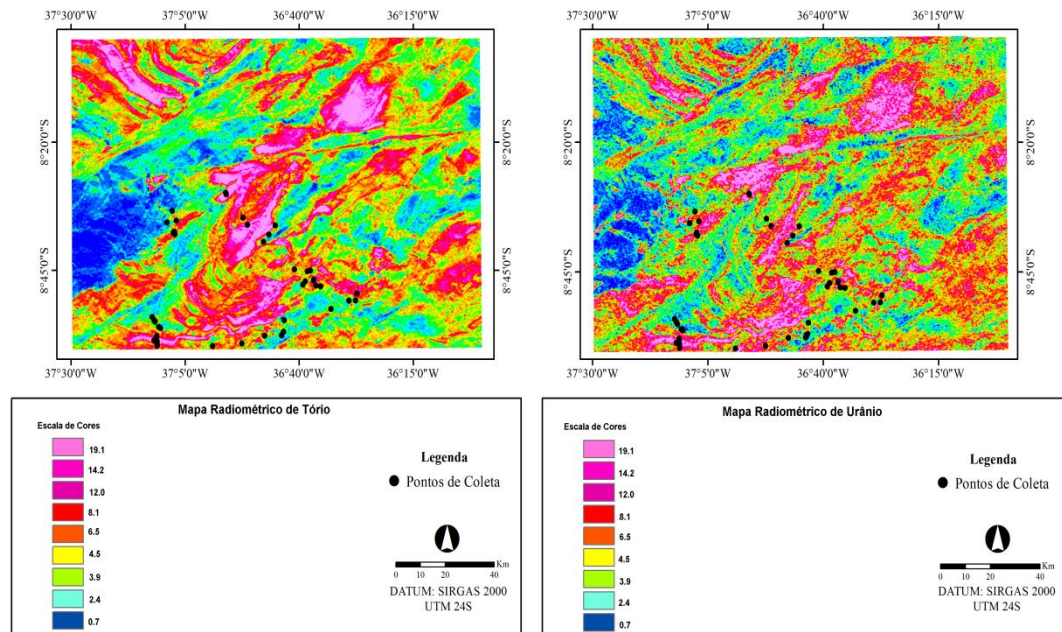 37°30'0"W 37°5'0"W 36°40'0"W 36°15'0"W
8°20'0"S
8°45'0"S
8°20'0"S
8°45'0"S
37°30'0"W 37°5'0"W 36°40'0"W 36°15'0"W
Mapa Radiométrico de Tório
Escala de Cores
19.1
14.2
12.0
8.1
6.5
4.5
3.9
2.4
0.7
Legenda
Pontos de Coleta
Km
0 10 20 40
DATUM: SIRGAS 2000
UTM 24S
37°30'0"W 37°5'0"W 36°40'0"W 36°15'0"W
8°20'0"S
8°45'0"S
8°20'0"S
8°45'0"S
37°30'0"W 37°5'0"W 36°40'0"W 36°15'0"W
Mapa Radiométrico de Urânio
Escala de Cores
19.1
14.2
12.0
8.1
6.5
4.5
3.9
2.4
0.7
Legenda
Pontos de Coleta
Km
0 10 20 40
DATUM: SIRGAS 2000
UTM 24S